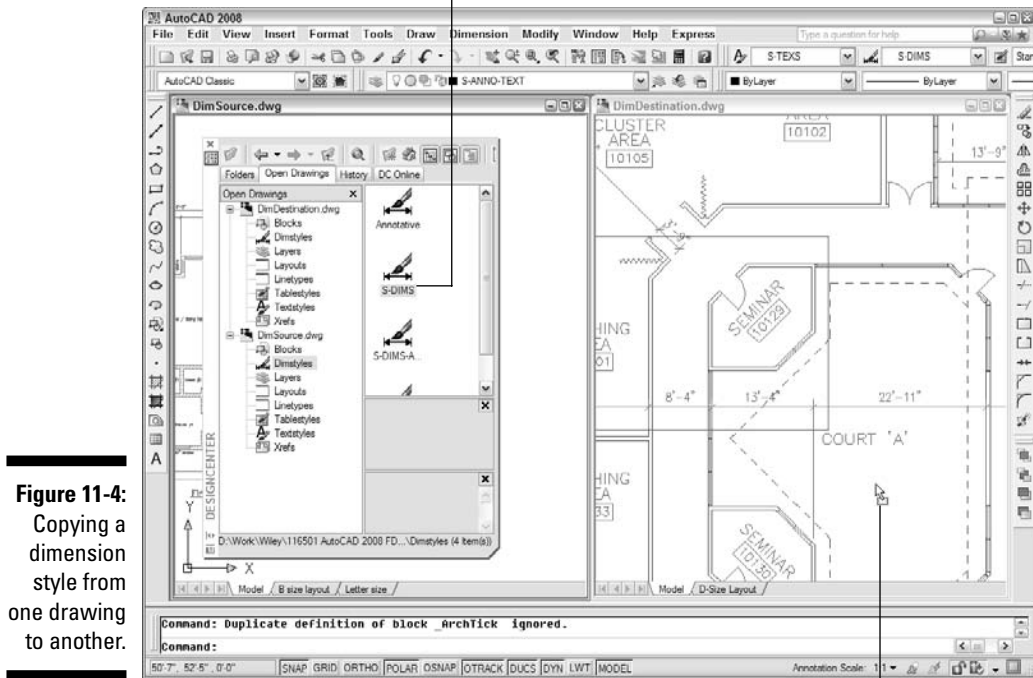 AutoCAD 2008
File Edit View Insert Format Tools Draw Dimension Modify Window Help Express
Type a question for help
S-TEXS S-DIMS Star
AutoCAD Classic S-ANNO-TEXT ByLayer ByLayer
DimSource.dwg
Folders Open Drawings History DC Online
Open Drawings
DimDestination.dwg
Blocks
Dimstyles
Layers
Layouts
Linetypes
Tablestyles
Textstyles
Xrefs
DimSource.dwg
Blocks
Dimstyles
Layers
Layouts
Linetypes
Tablestyles
Textstyles
Xrefs
Annotative
S-DIMS
S-DIMS-A...
DESIGNCENTER
D:\Work\Wiley\116501 AutoCAD 2008 FD...\Dimstyles (4 item(s))
Y
X
Model B size layout Letter size
DimDestination.dwg
CLUSTER
AREA
10105
AREA
10102
13'-9"
3'-9"
SEMINAR
10129
HING
EA
01
8'-4" 13'-4" 22'-11"
COURT 'A'
HING
EA
33
SEMINAR
10130
Model D-Size Layout
Command: Duplicate definition of block _ArchTick ignored.
Command:
50'-7", 52'-5", 0'-0" SNAP GRID ORTHO POLAR OSNAP OTRACK DUCS DYN LWT MODEL Annotation Scale: 1:1
Figure 11-4:
Copying a
dimension
style from
one drawing
to another.